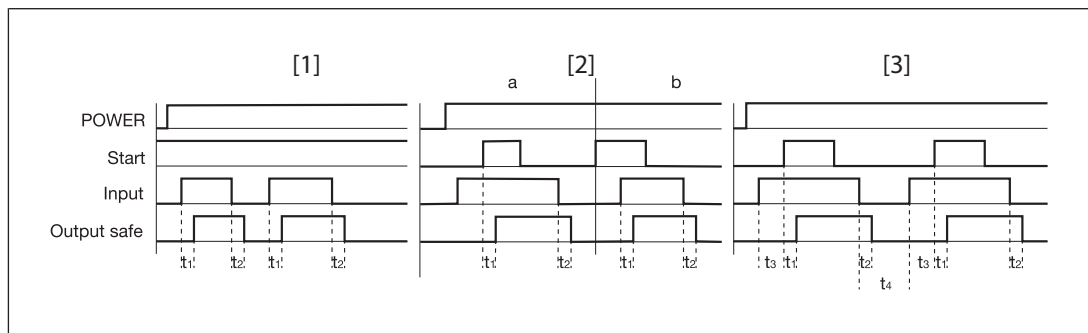 [1] [2] [3]
a b
POWER
Start
Input
Output safe
t1 t2 t1 t2 t1 t2 t1 t2 t3 t1 t2 t3 t1 t2
t4